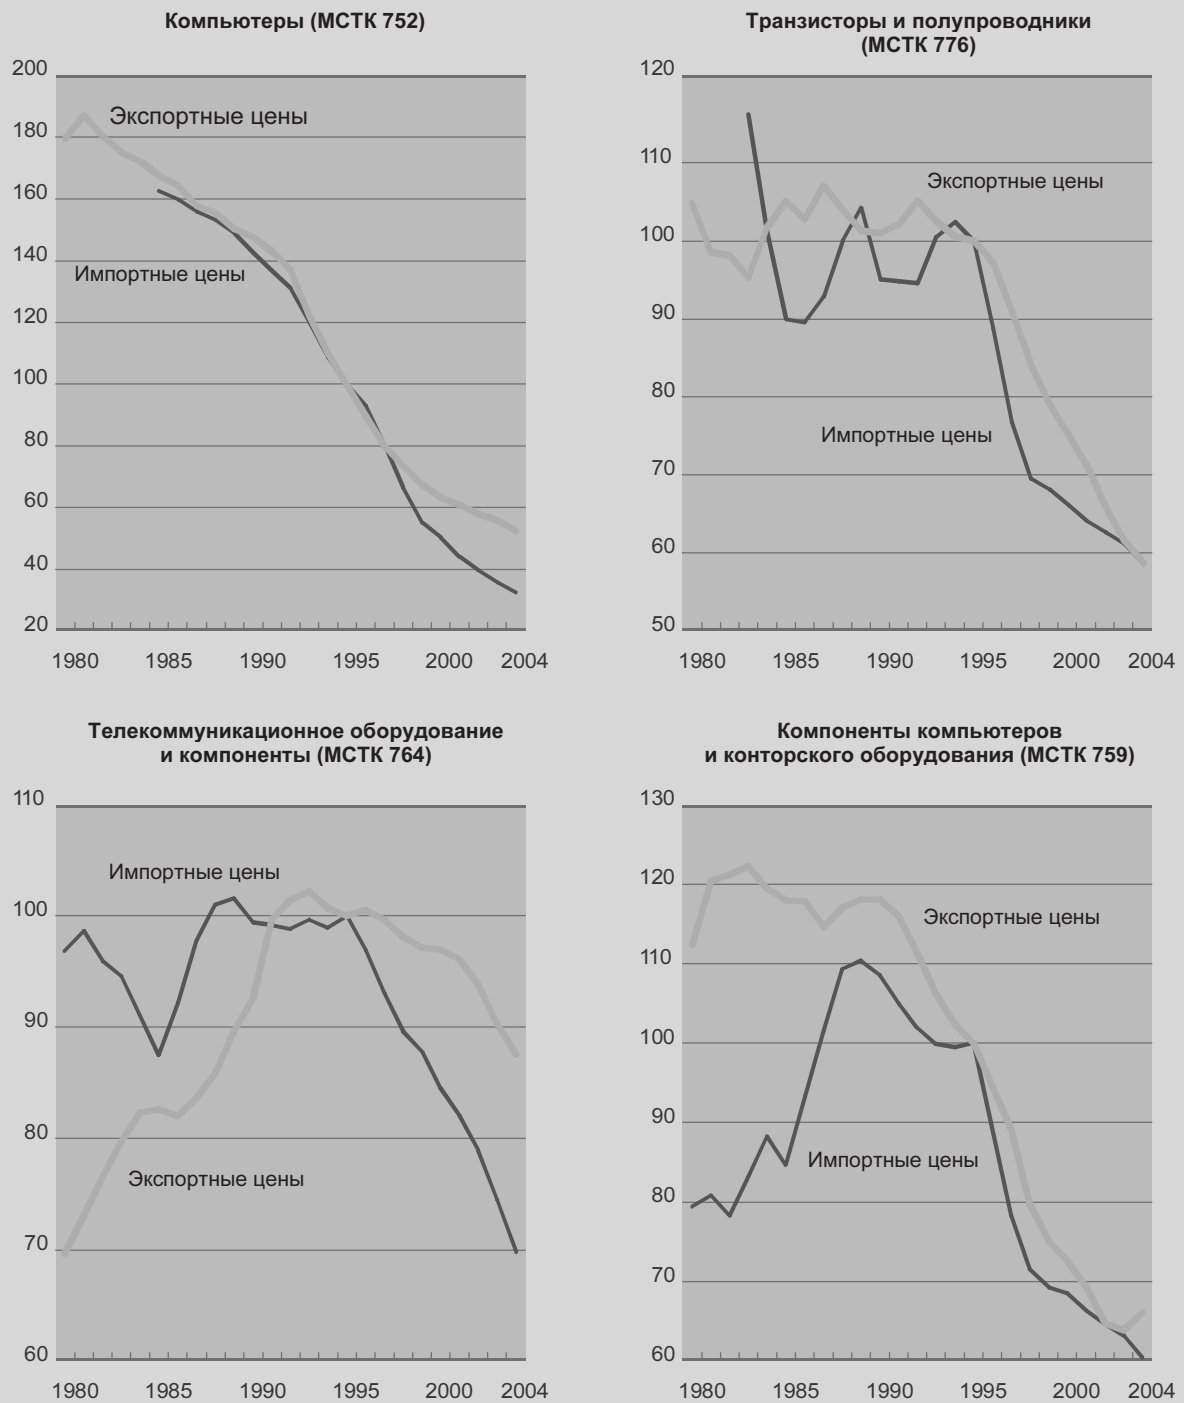 Компьютеры (МСТК 752)
200
180
160
140
120
100
80
60
40
20
Экспортные цены
Импортные цены
1980 1985 1990 1995 2000 2004
Транзисторы и полупроводники
(МСТК 776)
120
110
100
90
80
70
60
50
Экспортные цены
Импортные цены
1980 1985 1990 1995 2000 2004
Телекоммуникационное оборудование
и компоненты (МСТК 764)
110
100
90
80
70
60
Импортные цены
Экспортные цены
1980 1985 1990 1995 2000 2004
Компоненты компьютеров
и конторского оборудования (МСТК 759)
130
120
110
100
90
80
70
60
Экспортные цены
Импортные цены
1980 1985 1990 1995 2000 2004